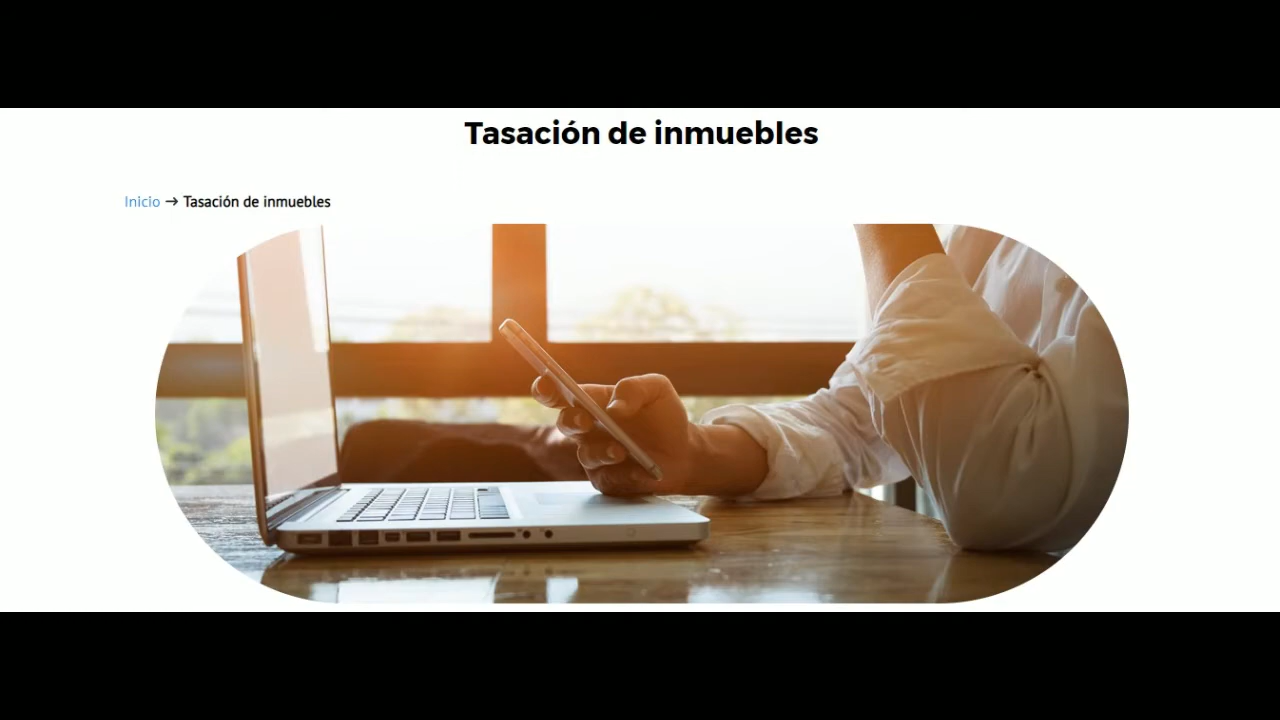 Tasación de inmuebles
Inicio → Tasación de inmuebles